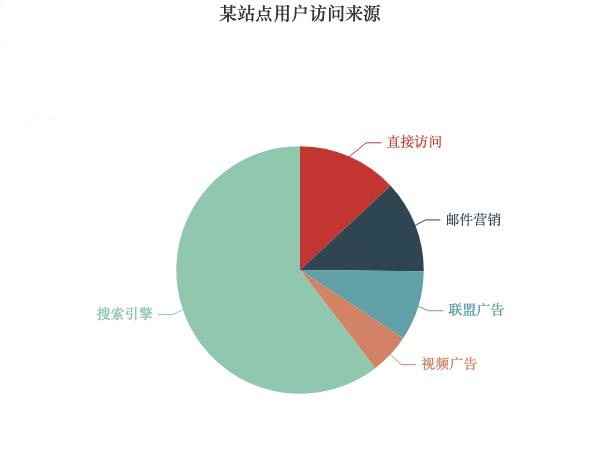 某站点用户访问来源
直接访问
邮件营销
联盟广告
视频广告
搜索引擎